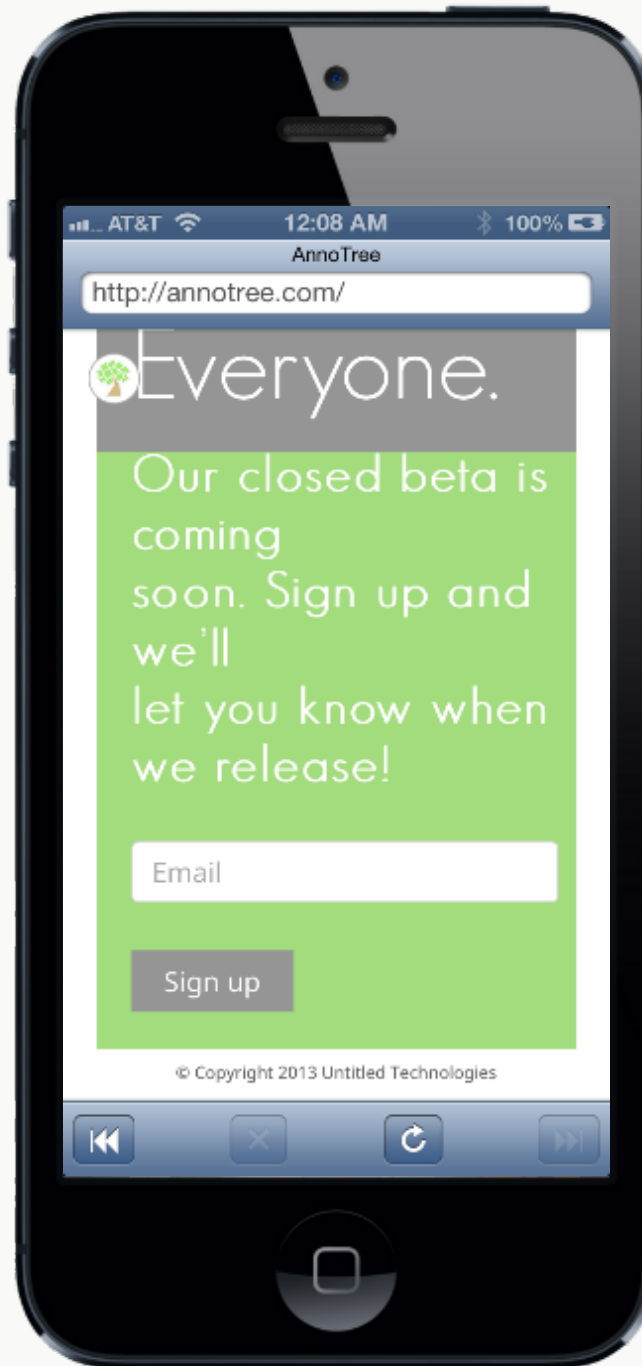 AT&T 12:08 AM 100%
AnnoTree
http://annotree.com/
Everyone.
Our closed beta is
coming
soon. Sign up and
we'll
let you know when
we release!
Email
Sign up
© Copyright 2013 Untitled Technologies